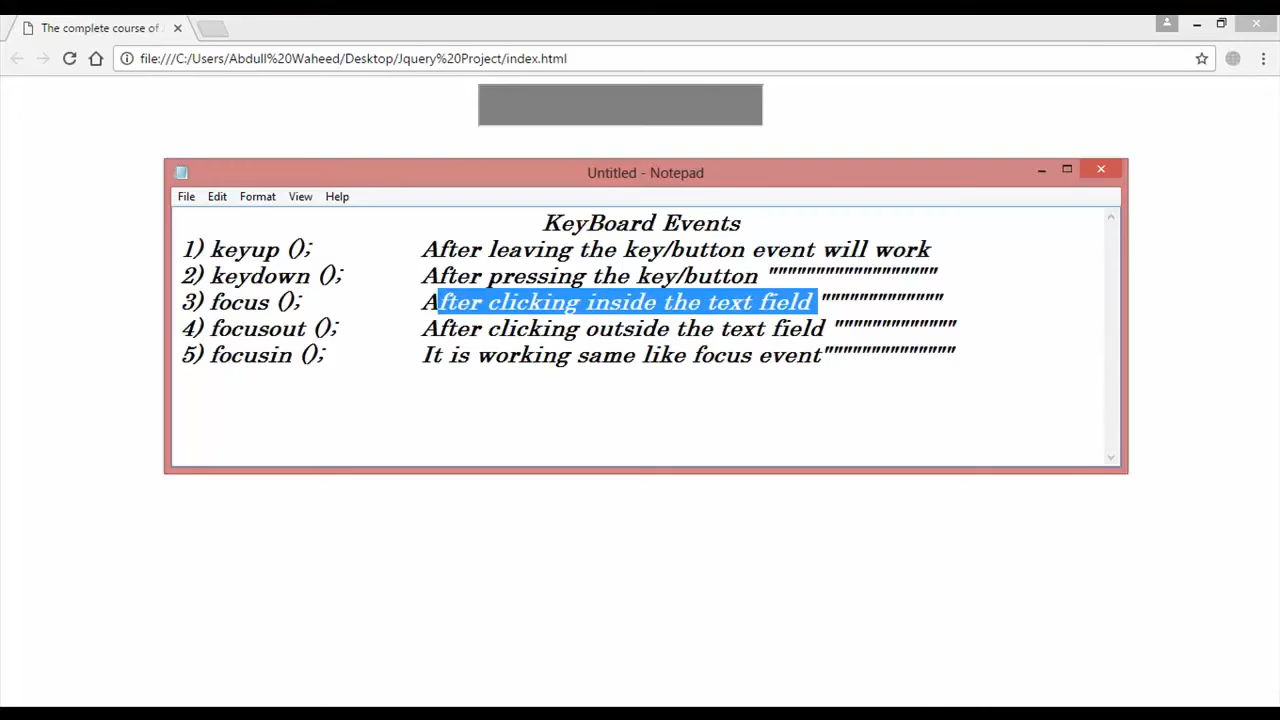 The complete course of
file:///C:/Users/Abdull%20Waheed/Desktop/Jquery%20Project/index.html
Untitled - Notepad
File Edit Format View Help
KeyBoard Events
1) keyup (); After leaving the key/button event will work
2) keydown (); After pressing the key/button """"""""""""""""""
3) focus (); After clicking inside the text field """""""""""""
4) focusout (); After clicking outside the text field """""""""""""
5) focusin (); It is working same like focus event""""""""""""""